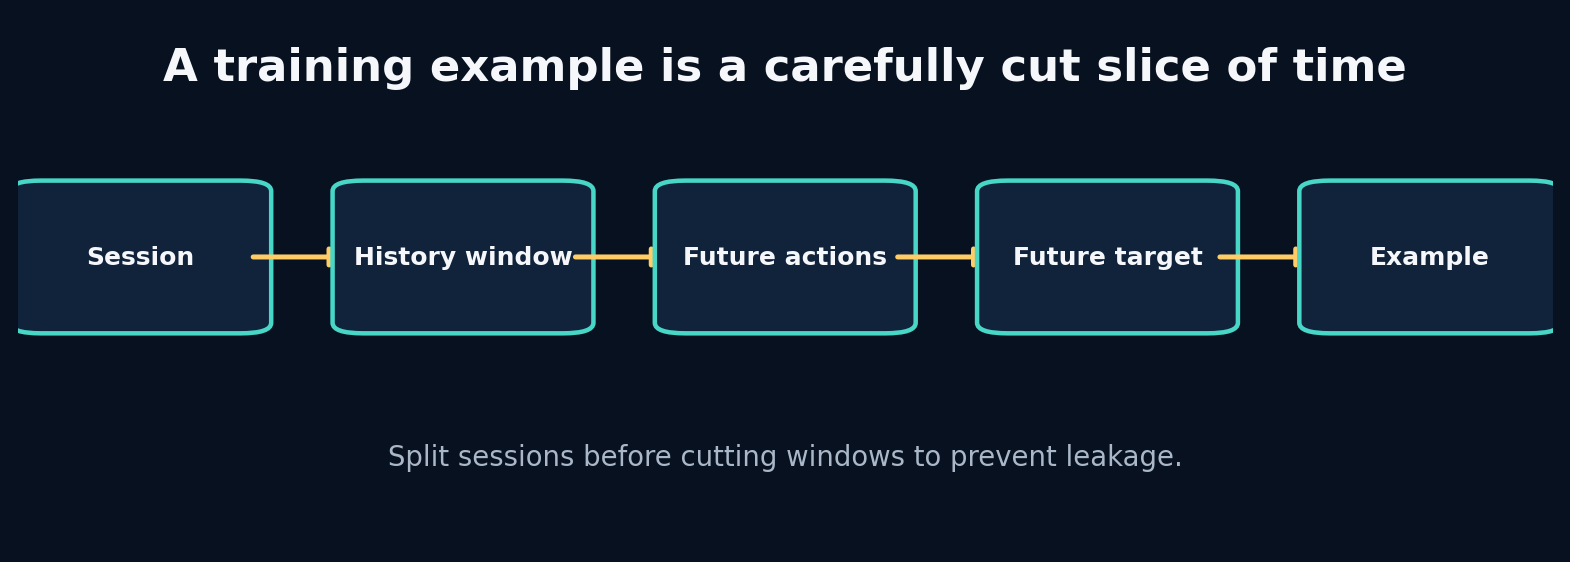 A training example is a carefully cut slice of time
Session
History window
Future actions
Future target
Example
Split sessions before cutting windows to prevent leakage.